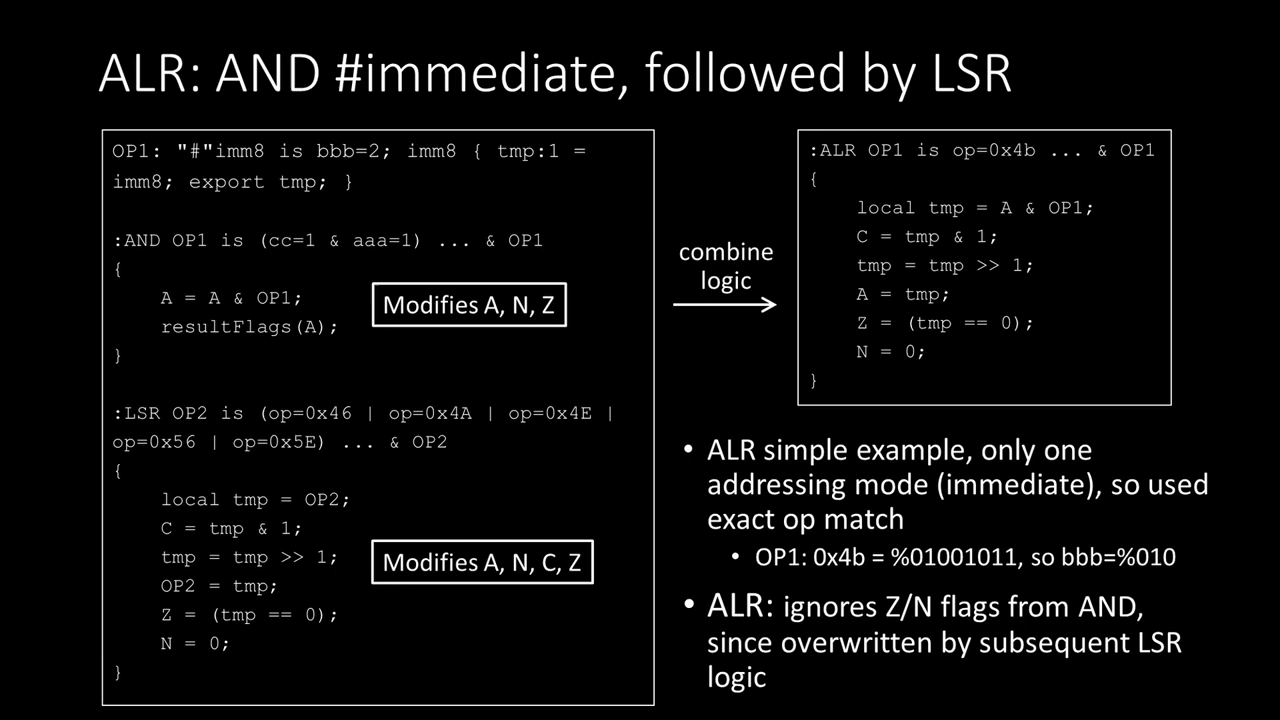 ALR: AND #immediate, followed by LSR
OP1: "#"imm8 is bbb=2; imm8 { tmp:1 =
imm8; export tmp; }
:AND OP1 is (cc=1 & aaa=1) ... & OP1
{
A = A & OP1;
resultFlags(A);
}
Modifies A, N, Z
:LSR OP2 is (op=0x46 | op=0x4A | op=0x4E |
op=0x56 | op=0x5E) ... & OP2
{
local tmp = OP2;
C = tmp & 1;
tmp = tmp >> 1;
OP2 = tmp;
Z = (tmp == 0);
N = 0;
}
Modifies A, N, C, Z
combine
logic
:ALR OP1 is op=0x4b ... & OP1
{
local tmp = A & OP1;
C = tmp & 1;
tmp = tmp >> 1;
A = tmp;
Z = (tmp == 0);
N = 0;
}
• ALR simple example, only one
addressing mode (immediate), so used
exact op match
• OP1: 0x4b = %01001011, so bbb=%010
• ALR: ignores Z/N flags from AND,
since overwritten by subsequent LSR
logic